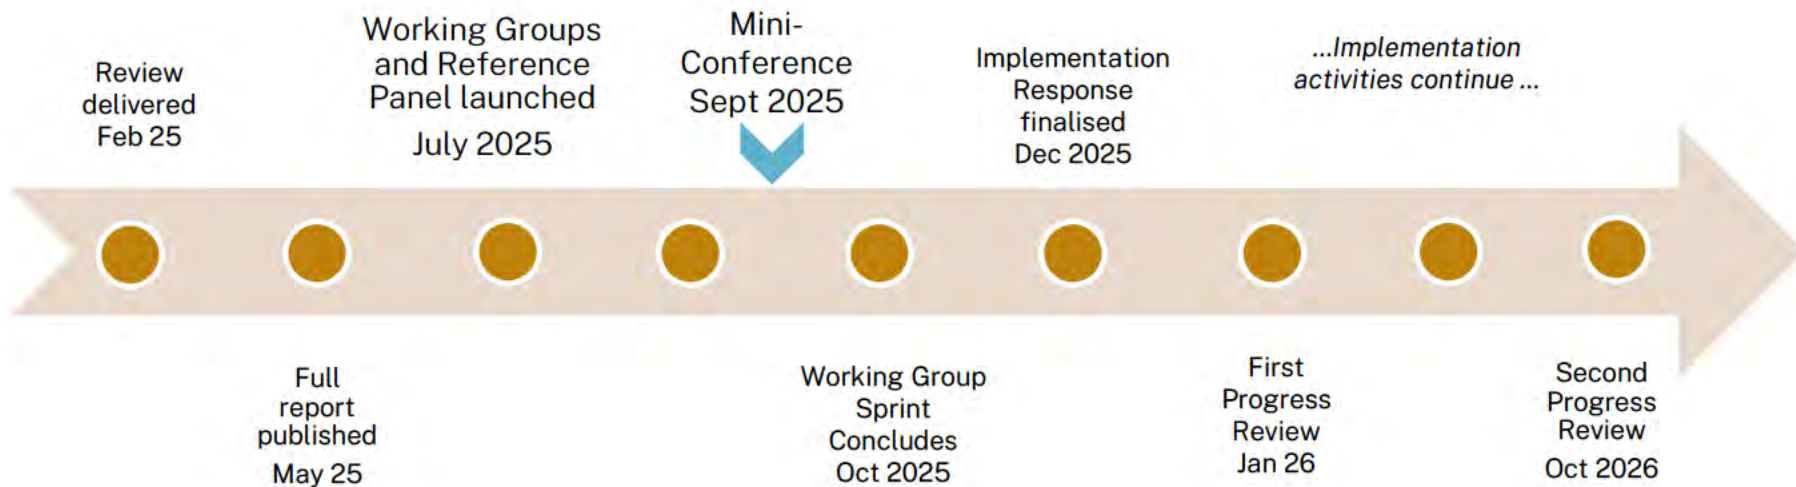 Review
delivered
Feb 25
Full
report
published
May 25
Working Groups
and Reference
Panel launched
July 2025
Mini-
Conference
Sept 2025
Working Group
Sprint
Concludes
Oct 2025
Implementation
Response
finalised
Dec 2025
First
Progress
Review
Jan 26
...Implementation
activities continue ...
Second
Progress
Review
Oct 2026